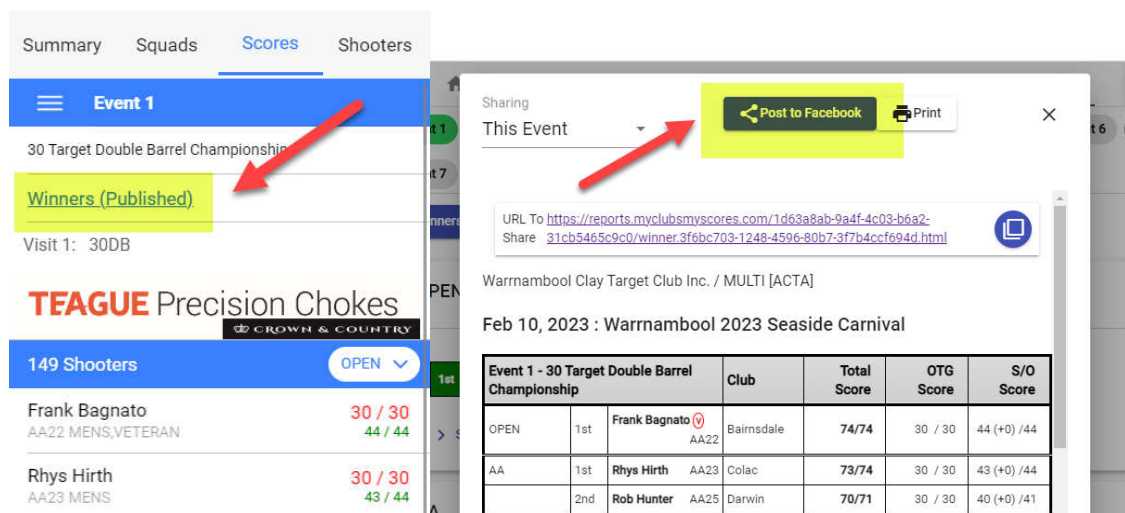 Summary Squads Scores Shooters
Event 1
30 Target Double Barrel Championship
Winners (Published)
Visit 1: 30DB
TEAGUE Precision Chokes
CROWN & COUNTRY
149 Shooters OPEN
Frank Bagnato 30 / 30
AA22 MENS,VETERAN 44 / 44
Rhys Hirth 30 / 30
AA23 MENS 43 / 44
t 1
t 7
nners
PEN
1st
> S
A
t 6
Sharing
This Event
Post to Facebook
Print
URL To https://reports.myclubsmyscores.com/1d63a8ab-9a4f-4c03-b6a2-
Share 31cb5465c9c0/winner.3f6bc703-1248-4596-80b7-3f7b4ccf694d.html
Warrnambool Clay Target Club Inc. / MULTI [ACTA]
Feb 10, 2023 : Warrnambool 2023 Seaside Carnival
Event 1 - 30 Target Double Barrel Club Total OTG S/O
Championship Score Score Score
OPEN 1st Frank Bagnato V AA22 Bairnsdale 74/74 30 / 30 44 (+0) /44
AA 1st Rhys Hirth AA23 Colac 73/74 30 / 30 43 (+0) /44
2nd Rob Hunter AA25 Darwin 70/71 30 / 30 40 (+0) /41